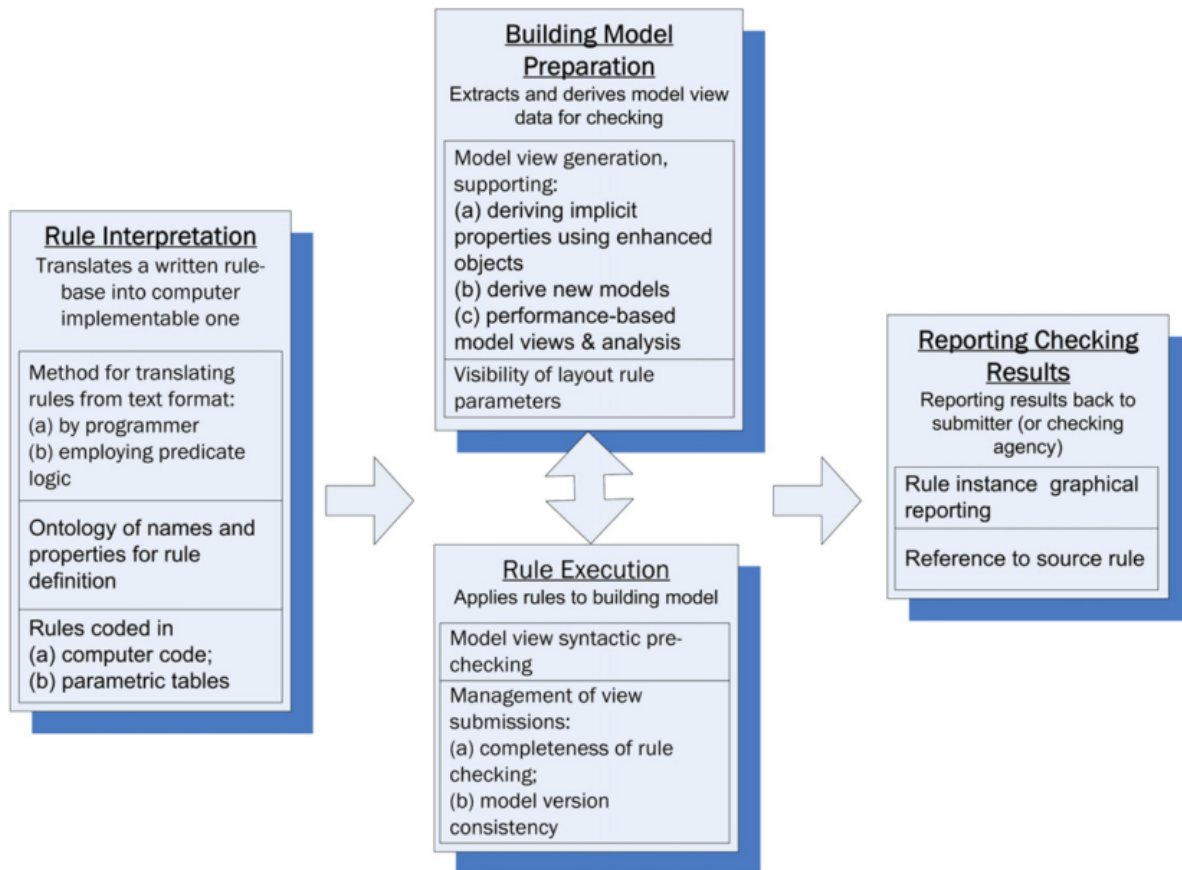 Rule Interpretation
Translates a written rule-
base into computer
implementable one
Method for translating
rules from text format:
(a) by programmer
(b) employing predicate
logic
Ontology of names and
properties for rule
definition
Rules coded in
(a) computer code;
(b) parametric tables
Building Model
Preparation
Extracts and derives model view
data for checking
Model view generation,
supporting:
(a) deriving implicit
properties using enhanced
objects
(b) derive new models
(c) performance-based
model views & analysis
Visibility of layout rule
parameters
Rule Execution
Applies rules to building model
Model view syntactic pre-
checking
Management of view
submissions:
(a) completeness of rule
checking;
(b) model version
consistency
Reporting Checking
Results
Reporting results back to
submitter (or checking
agency)
Rule instance graphical
reporting
Reference to source rule